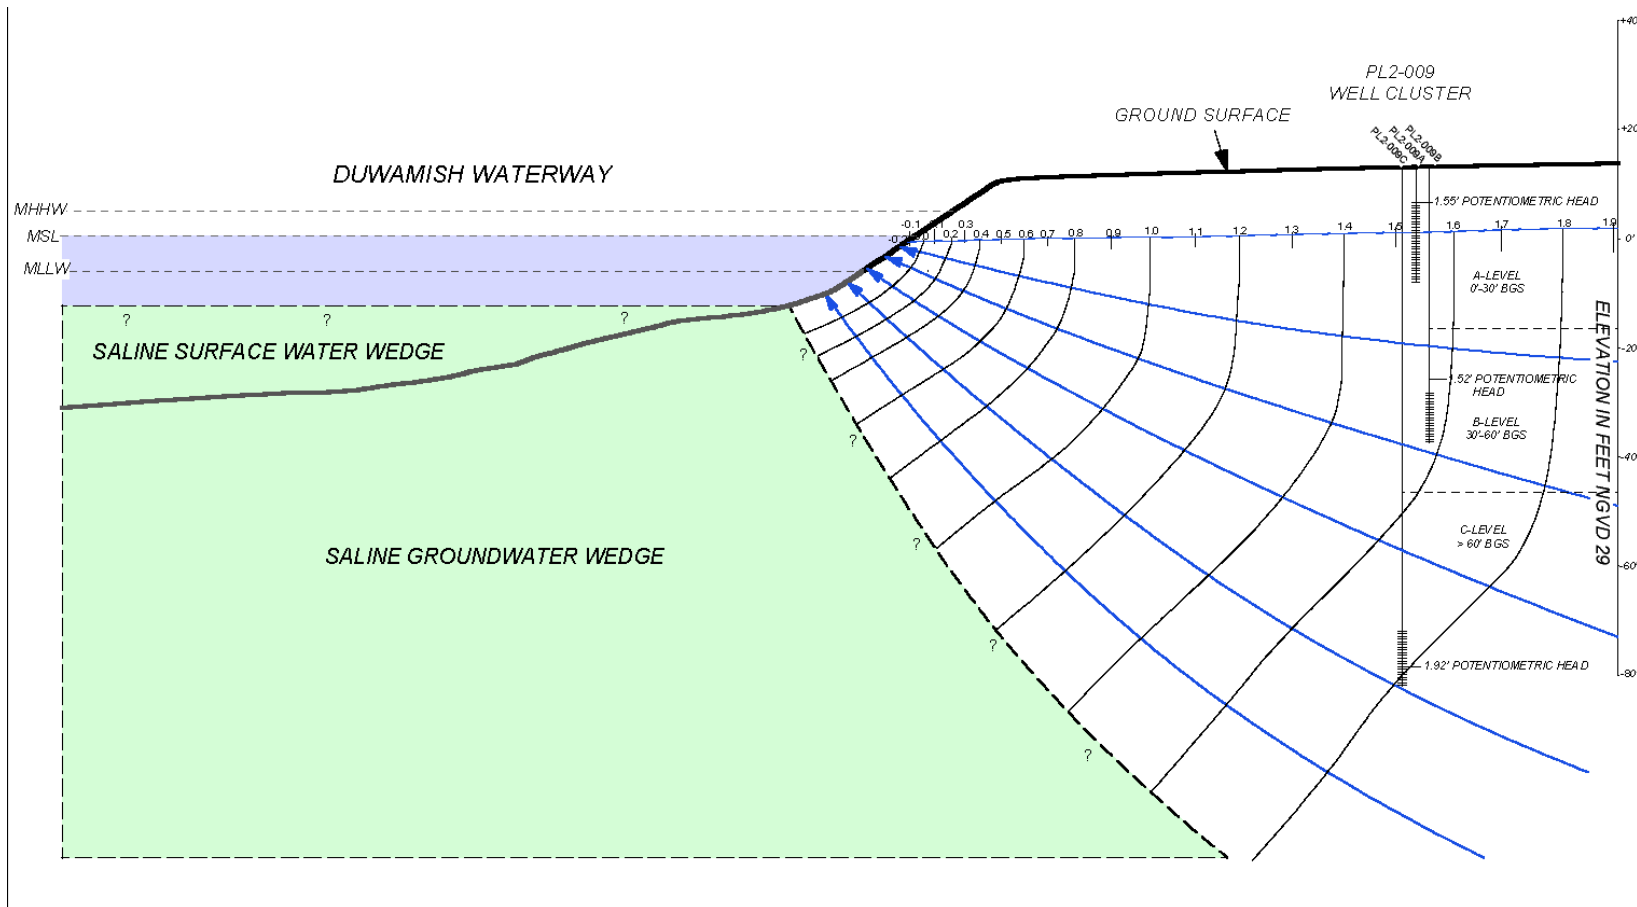 +40
PL2-009
WELL CLUSTER
GROUND SURFACE
+20
PL2-009C
PL2-009A
PL2-009B
DUWAMISH WATERWAY
MHHW
1.55' POTENTIOMETRIC HEAD
MSL
-0.1 0.3
0.2 0.4 0.5 0.6 0.7 0.8 0.9 1.0 1.1 1.2 1.3 1.4 1.5 1.6 1.7 1.8 1.9
0'
MLLW
A-LEVEL
0'-30' BGS
? ? ?
SALINE SURFACE WATER WEDGE
?
-20
1.52' POTENTIOMETRIC
HEAD
B-LEVEL
30'-60' BGS
?
-40
ELEVATION IN FEET NGVD 29
C-LEVEL
> 60' BGS
?
SALINE GROUNDWATER WEDGE
-60'
?
1.92' POTENTIOMETRIC HEAD
-80'
?